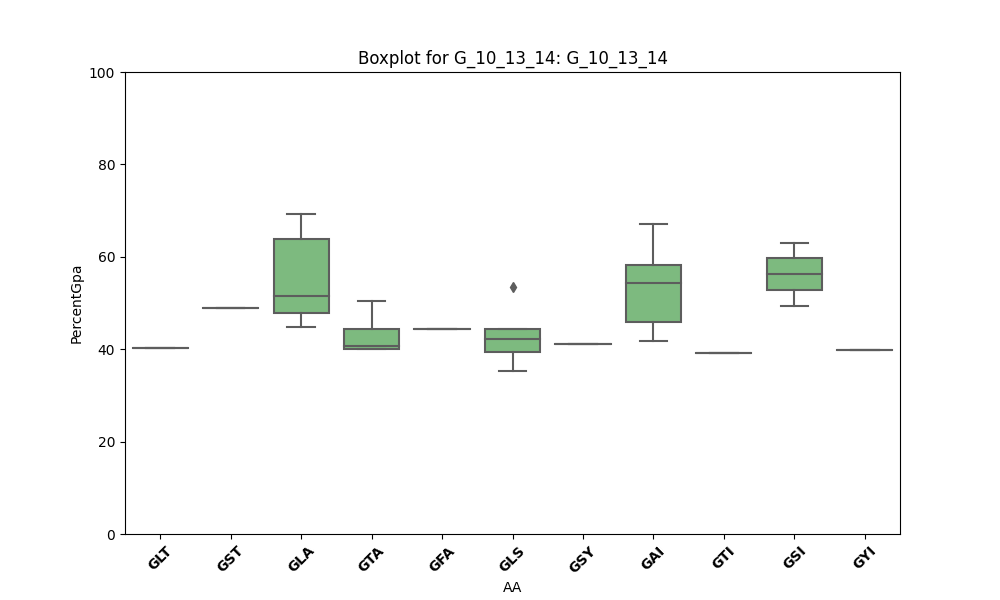 Boxplot for G_10_13_14: G_10_13_14
100
80
60
40
20
0
PercentGpa
GLT GST GLA GTA GFA GLS GSY GAI GTI GSI GYI
AA